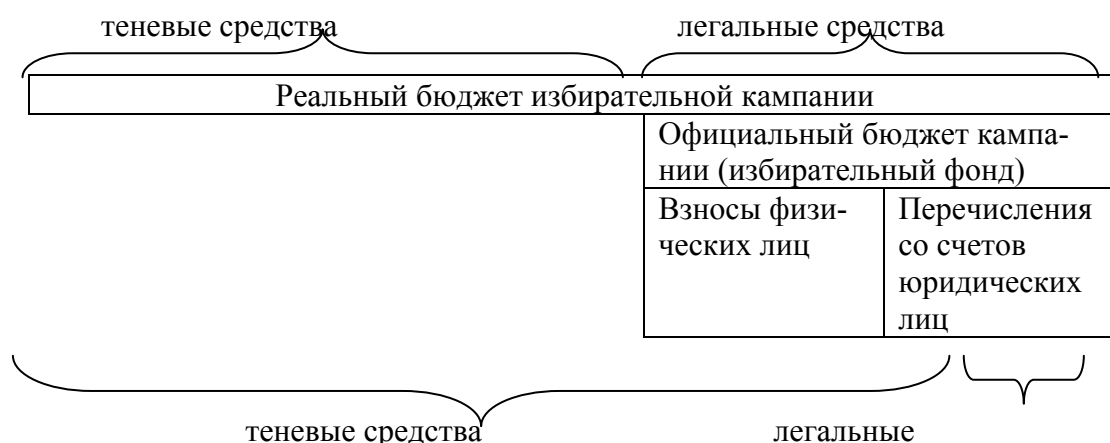 теневые средства легальные средства
Реальный бюджет избирательной кампании
Официальный бюджет кампа-
нии (избирательный фонд)
Взносы физи-
ческих лиц
Перечисления
со счетов
юридических
лиц
теневые средства легальные